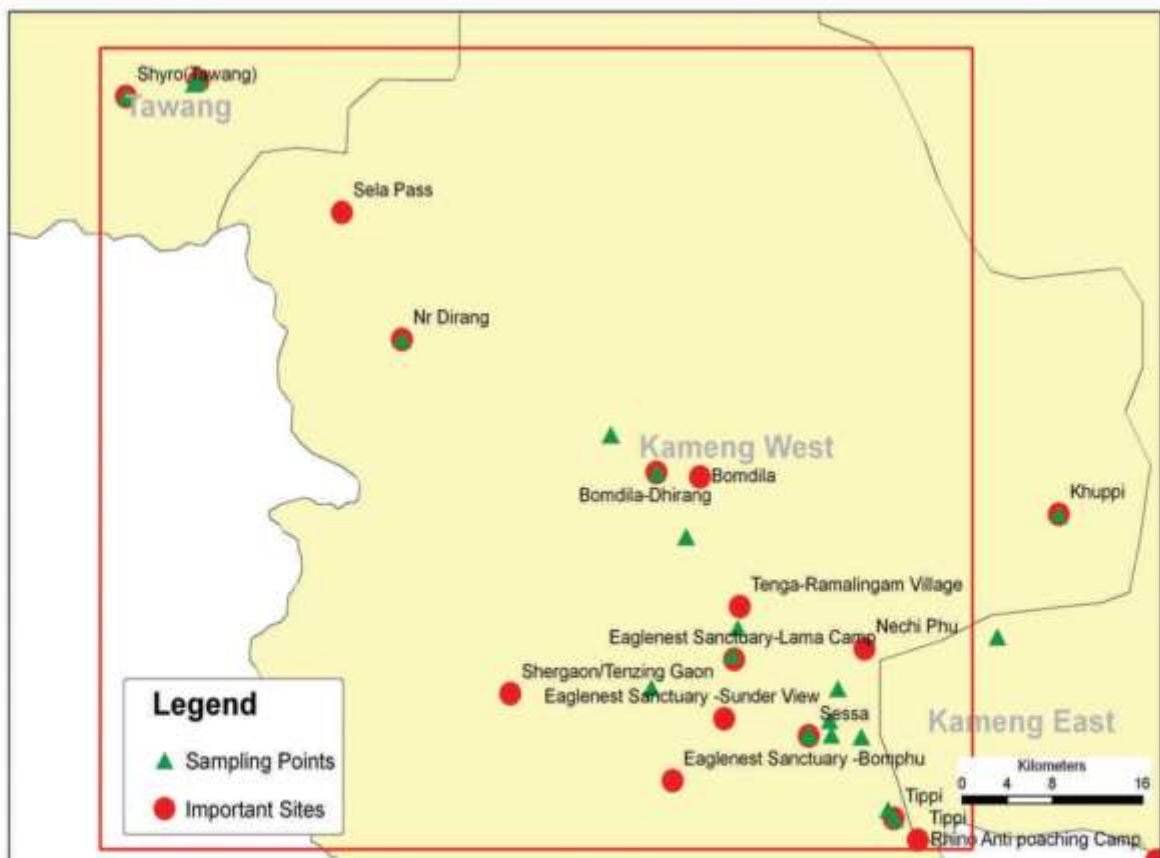 Shyro(Tawang)
Tawang
Sela Pass
Nr Dirang
Kameng West
Bomdila
Bomdila-Dhirang
Khuppi
Tenga-Ramalingam Village
Nechi Phu
Eaglenest Sanctuary-Lama Camp
Shergaon/Tenzing Gaon
Eaglenest Sanctuary -Sunder View
Sessa
Kameng East
Eaglenest Sanctuary -Bomphu
Legend
Sampling Points
Important Sites
Kilometers
0 4 8 16
Tippi
Tippi
Rhino Anti poaching Camp